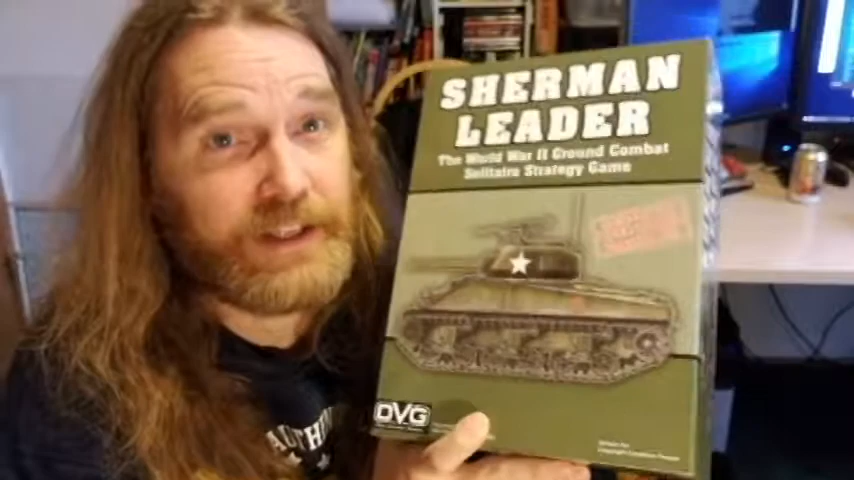 SHERMAN
LEADER
The World War II Ground Combat
Solitaire Strategy Game
DVG